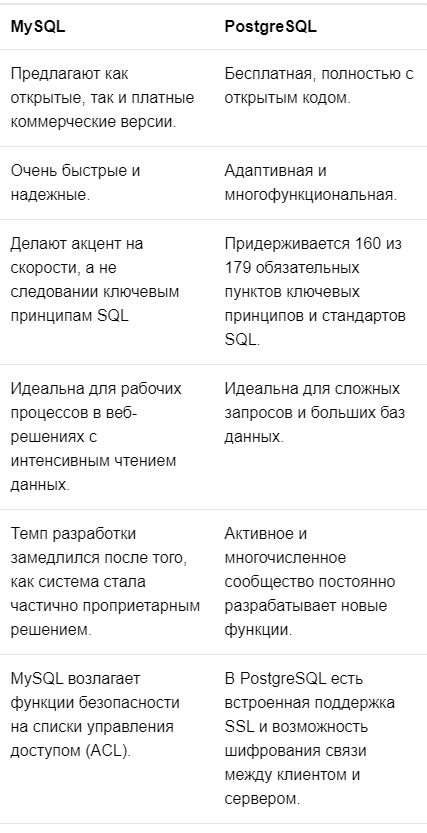 MySQL
PostgreSQL
Предлагают как
открытые, так и платные
коммерческие версии.
Бесплатная, полностью с
открытым кодом.
Очень быстрые и
надежные.
Адаптивная и
многофункциональная.
Делают акцент на
скорости, а не
следовании ключевым
принципам SQL
Придерживается 160 из
179 обязательных
пунктов ключевых
принципов и стандартов
SQL.
Идеальна для рабочих
процессов в веб-
решениях с
интенсивным чтением
данных.
Идеальна для сложных
запросов и больших баз
данных.
Темп разработки
замедлился после того,
как система стала
частично проприетарным
решением.
Активное и
многочисленное
сообщество постоянно
разрабатывает новые
функции.
MySQL возлагает
функции безопасности
на списки управления
доступом (ACL).
В PostgreSQL есть
встроенная поддержка
SSL и возможность
шифрования связи
между клиентом и
сервером.